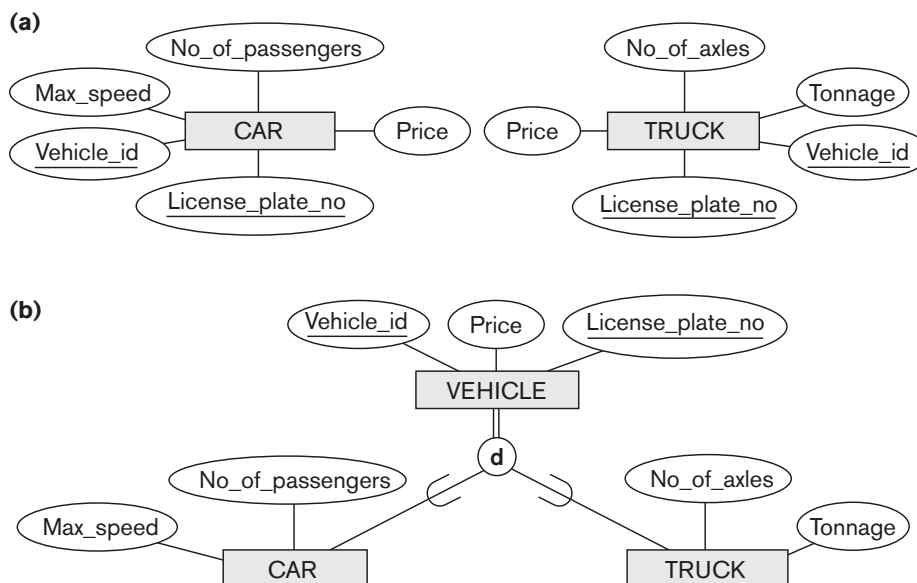 (a)
No_of_passengers
No_of_axles
Max_speed
Tonnage
CAR
Price
Price
TRUCK
Vehicle_id
Vehicle_id
License_plate_no
License_plate_no
(b)
Vehicle_id
Price
License_plate_no
VEHICLE
d
No_of_passengers
No_of_axles
Max_speed
Tonnage
CAR
TRUCK